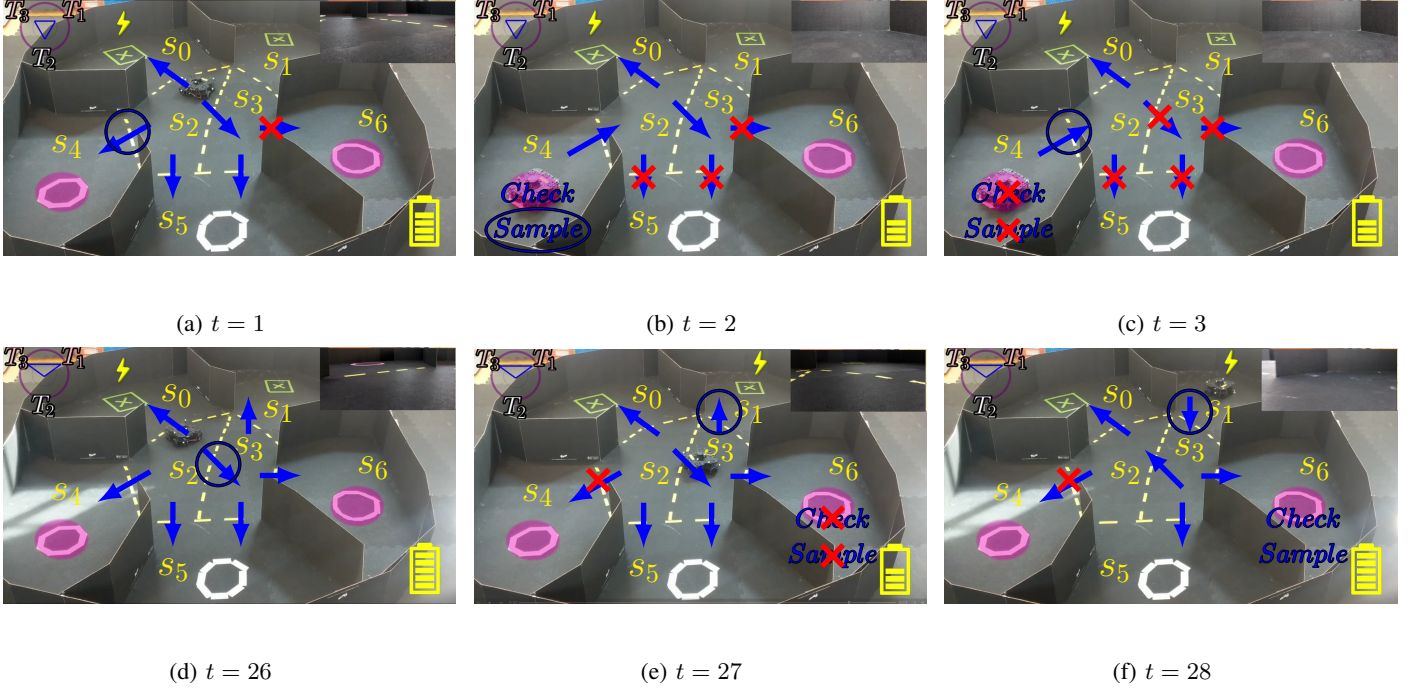 T₃ T₁
T₂
s₀
s₁
s₃
s₂
s₆
s₄
s₅
(a) t = 1
T₃ T₁
T₂
s₀
s₁
s₃
s₂
s₆
s₄
Check
Sample
s₅
(b) t = 2
T₃ T₁
T₂
s₀
s₁
s₃
s₂
s₆
s₄
Check
Sample
s₅
(c) t = 3
T₃ T₁
T₂
s₀
s₁
s₃
s₂
s₆
s₄
s₅
(d) t = 26
T₃ T₁
T₂
s₀
s₁
s₃
s₂
s₆
s₄
Check
Sample
s₅
(e) t = 27
T₃ T₁
T₂
s₀
s₁
s₃
s₂
s₆
s₄
Check
Sample
s₅
(f) t = 28